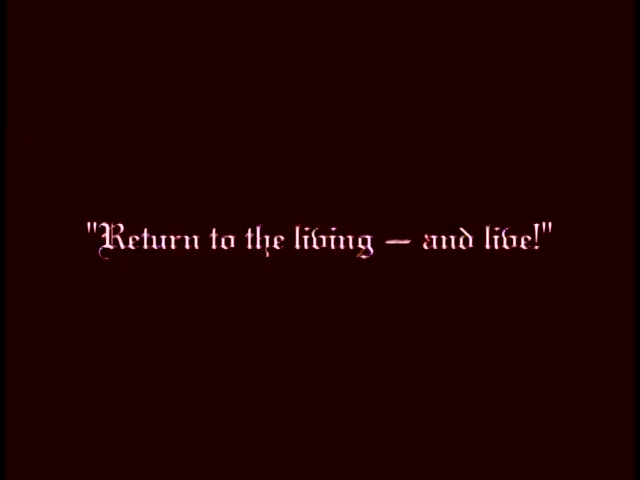 "Return to the living — and live!"